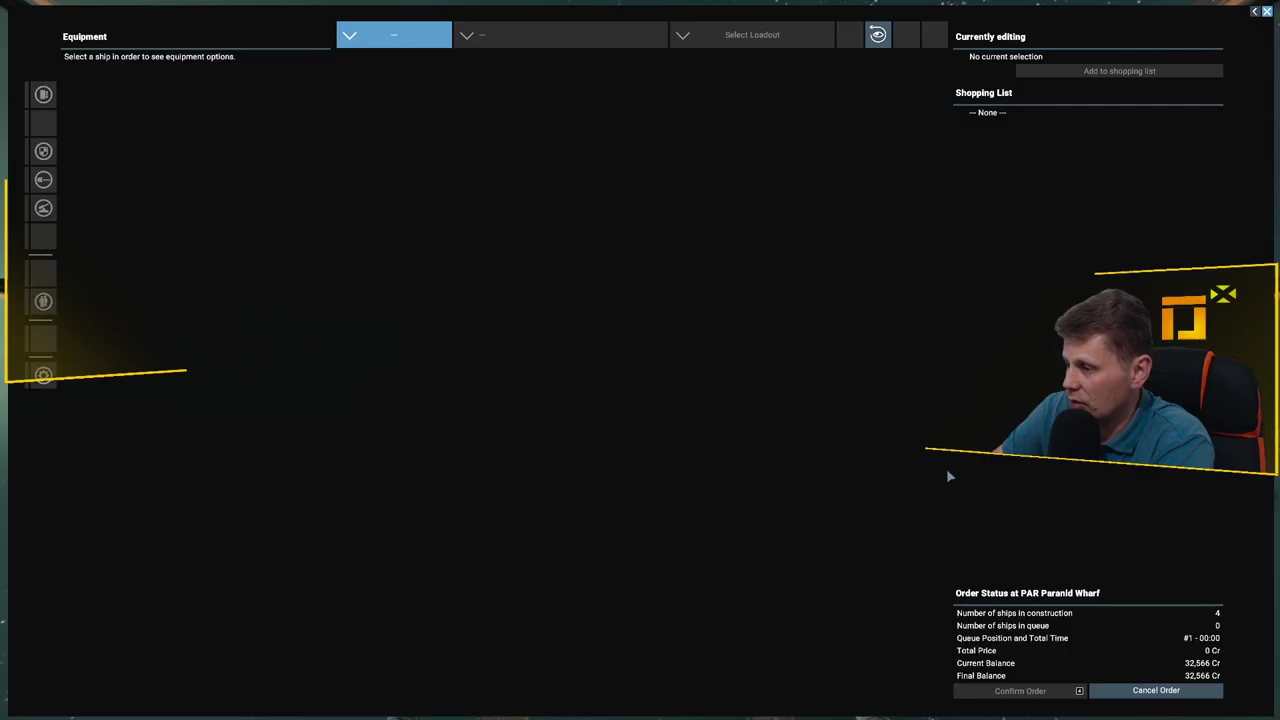 Equipment
Select a ship in order to see equipment options.
—
—
Select Loadout
Currently editing
No current selection
Add to shopping list
Shopping List
— None —
Order Status at PAR Paranid Wharf
Number of ships in construction 4
Number of ships in queue 0
Queue Position and Total Time #1 - 00:00
Total Price 0 Cr
Current Balance 32,566 Cr
Final Balance 32,566 Cr
Confirm Order
Cancel Order